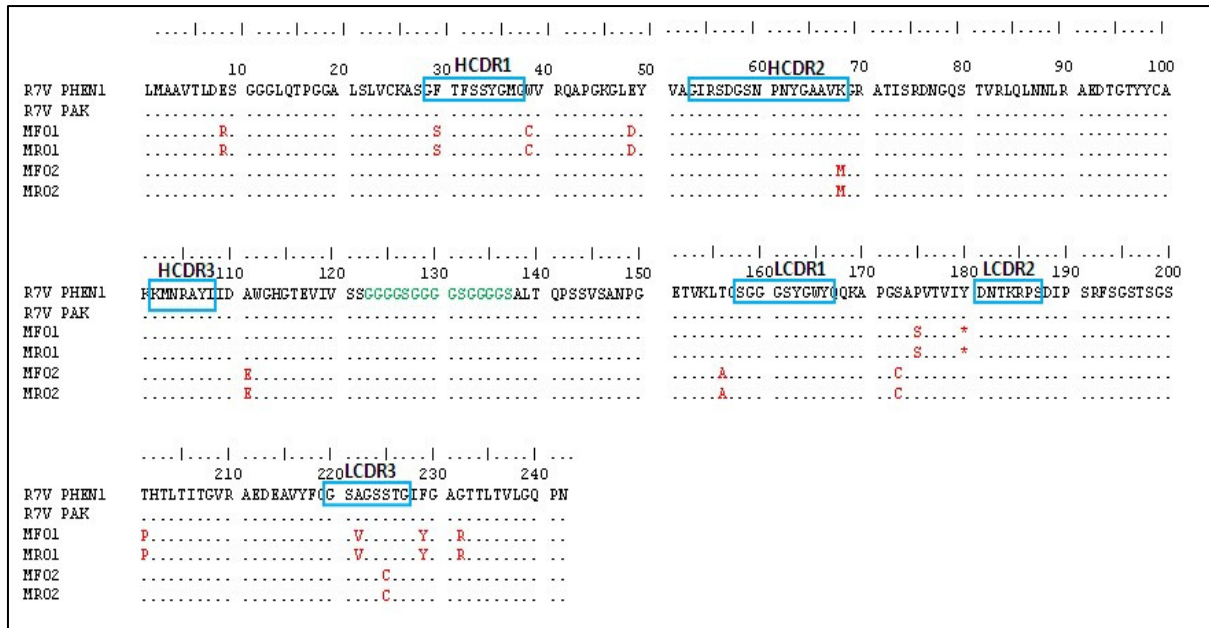 ....|....| ....|....| ....|....| ....|....| ....|....| ....|....| ....|....| ....|....| ....|....| ....|....|
HCDR1 HCDR2
10 20 30 40 50 60 70 80 90 100
R7V PHEN1 LMAAVTLDES GGGLQTPGGA LSLVCKASGF TFSSYGMGWV RQAPGKGLEY VAGIRSDGSN PNYGAAVKGR ATISRDNGQS TVRLQLNNLR AEDTGTYYCA
R7V PAK .......... .......... .......... .......... .......... .......... .......... .......... .......... ..........
MF01 ........R. .......... .........S ........C. ........D. .......... .......... .......... .......... ..........
MR01 ........R. .......... .........S ........C. ........D. .......... .......... .......... .......... ..........
MF02 .......... .......... .......... .......... .......... .......... ........M. .......... .......... ..........
MR02 .......... .......... .......... .......... .......... .......... ........M. .......... .......... ..........
....|....| ....|....| ....|....| ....|....| ....|....| ....|....| ....|....| ....|....| ....|....| ....|....|
HCDR3 LCDR1 LCDR2
110 120 130 140 150 160 170 180 190 200
R7V PHEN1 KKMNRAYIID AWGHGTEVIV SSGGGGSGGG GSGGGGSALT QPSSVSANPG ETVKLTCSGG GSYGWYQQKA PGSAPVTVIY DNTKRPSDIP SRFSGSTSGS
R7V PAK .......... .......... .......... .......... .......... .......... .......... .......... .......... ..........
MF01 .......... .......... .......... .......... .......... .......... .......... ....S....* .......... ..........
MR01 .......... .......... .......... .......... .......... .......... .......... ....S....* .......... ..........
MF02 .......... E......... .......... .......... .......... .....A.... .......... ..C....... .......... ..........
MR02 .......... E......... .......... .......... .......... .....A.... .......... ..C....... .......... ..........
....|....| ....|....| ....|....| ....|....| ...
LCDR3
210 220 230 240
R7V PHEN1 THTLTITGVR AEDEAVYFCG SAGSSTGIFG AGTTLTVLGQ PN
R7V PAK .......... .......... .......... .......... ..
MF01 P......... .......... .V......Y. .R........ ..
MR01 P......... .......... .V......Y. .R........ ..
MF02 .......... .......... ....C..... .......... ..
MR02 .......... .......... ....C..... .......... ..